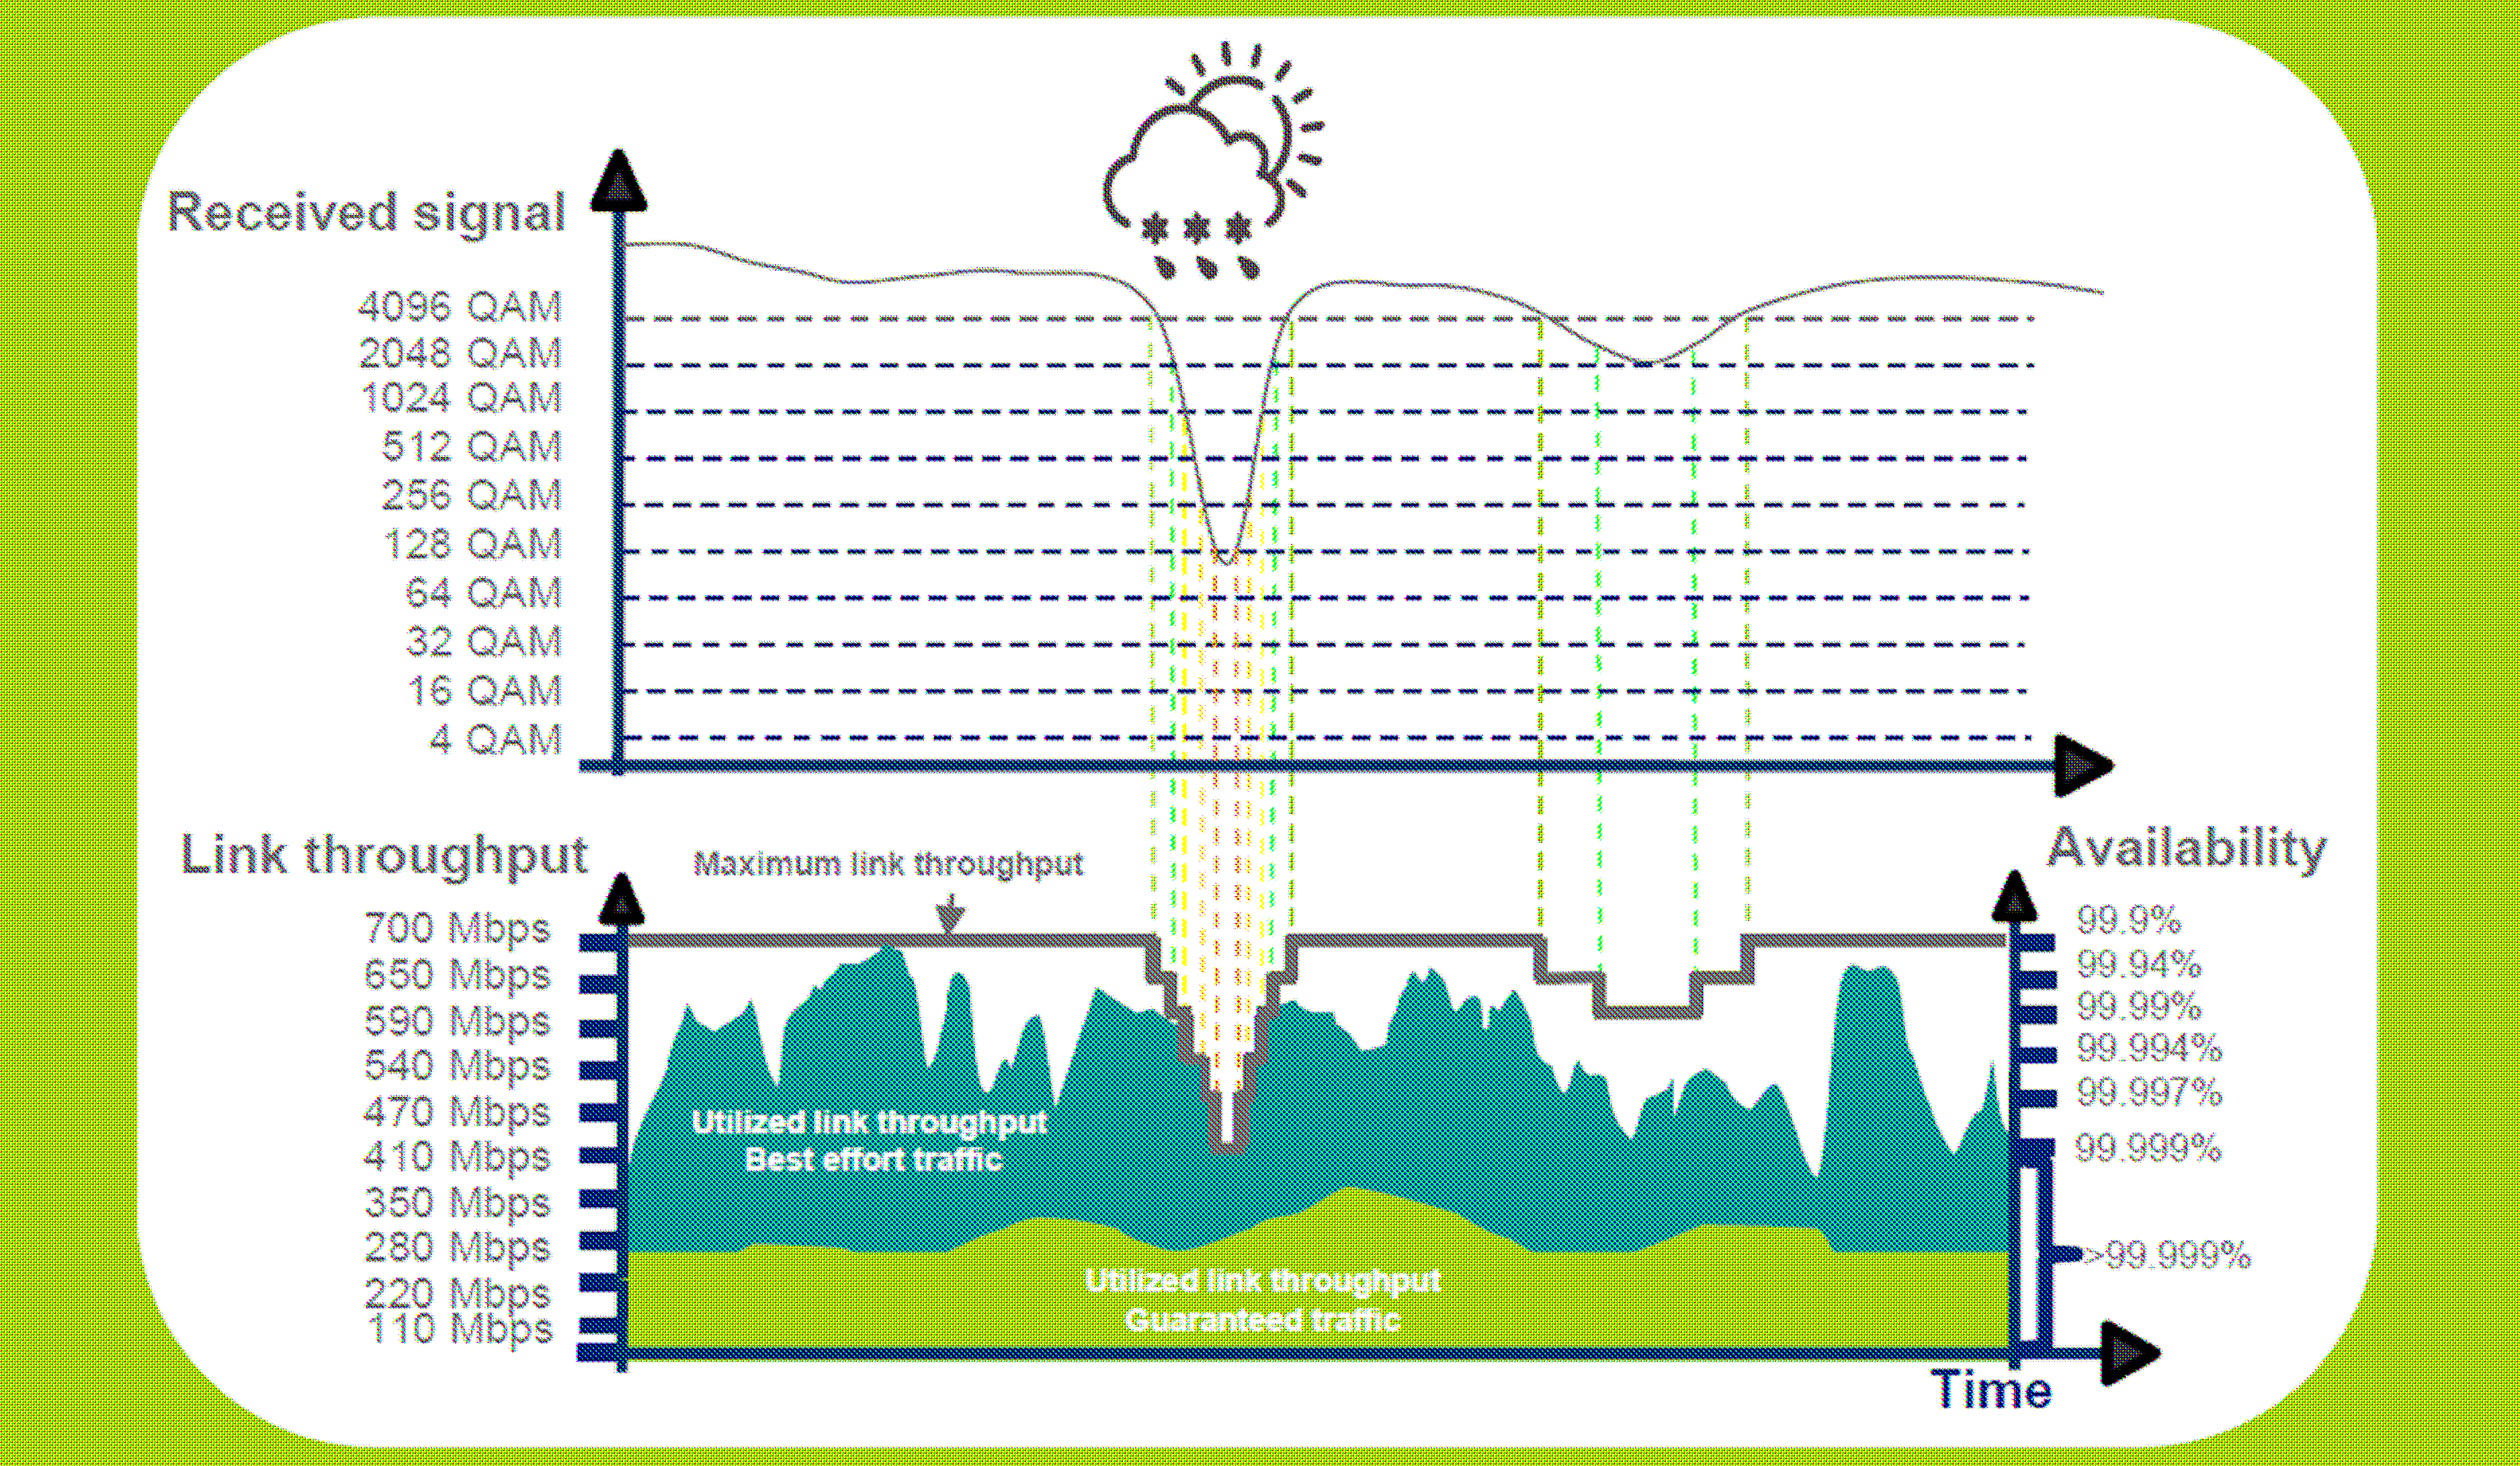 Received signal
4096 QAM
2048 QAM
1024 QAM
512 QAM
256 QAM
128 QAM
64 QAM
32 QAM
16 QAM
4 QAM
Link throughput
Maximum link throughput
Availability
700 Mbps
650 Mbps
590 Mbps
540 Mbps
470 Mbps
410 Mbps
350 Mbps
280 Mbps
220 Mbps
110 Mbps
99.9%
99.94%
99.99%
99.994%
99.997%
99.999%
>99.999%
Utilized link throughput
Best effort traffic
Utilized link throughput
Guaranteed traffic
Time